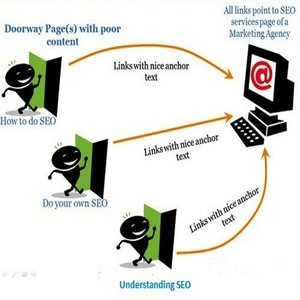 Doorway Page(s) with poor
content
All links point to SEO
services page of a
Marketing Agency
Links with nice anchor
text
@
How to do SEO
Links with nice anchor
text
Do your own SEO
Links with nice anchor
text
Understanding SEO